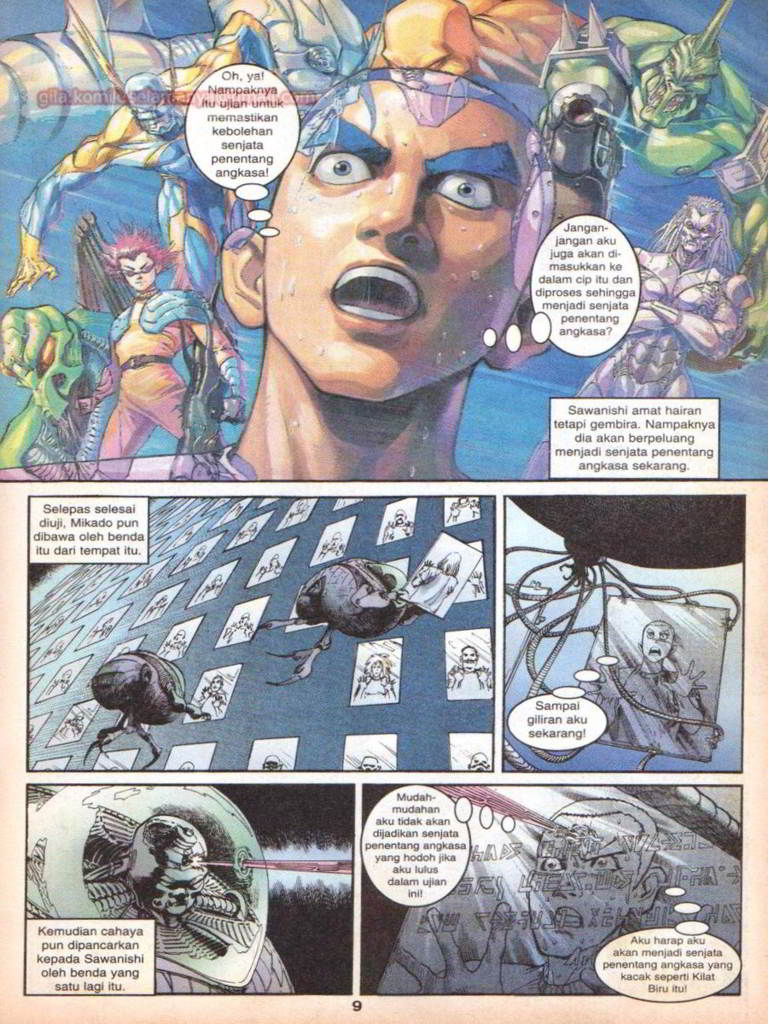 Oh, ya!
Nampaknya
itu ujian untuk
memastikan
kebolehan
senjata
penentang
angkasa!
Jangan-
jangan aku
juga akan di-
masukkan ke
dalam cip itu dan
diproses sehingga
menjadi senjata
penentang
angkasa?
Sawanishi amat hairan
tetapi gembira. Nampaknya
dia akan berpeluang
menjadi senjata penentang
angkasa sekarang.
Selepas selesai
diuji, Mikado pun
dibawa oleh benda
itu dari tempat itu.
Sampai
giliran aku
sekarang!
Kemudian cahaya
pun dipancarkan
kepada Sawanishi
oleh benda yang
satu lagi itu.
Mudah-
mudahan
aku tidak akan
dijadikan senjata
penentang angkasa
yang hodoh jika
aku lulus
dalam ujian
ini!
Aku harap aku
akan menjadi senjata
penentang angkasa yang
kacak seperti Kilat
Biru itu!
9